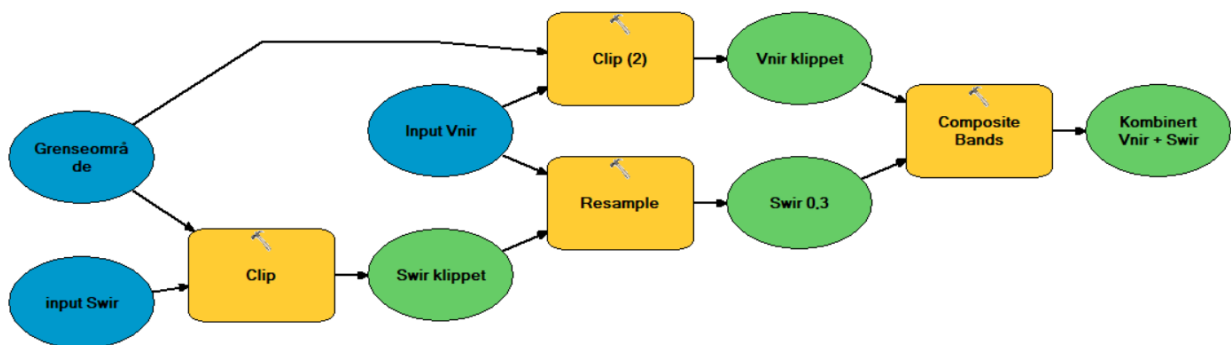 Clip (2)
Vnir klippet
Input Vnir
Composite
Bands
Kombinert
Vnir + Swir
Grenseområ
de
Resample
Swir 0,3
Clip
Swir klippet
input Swir